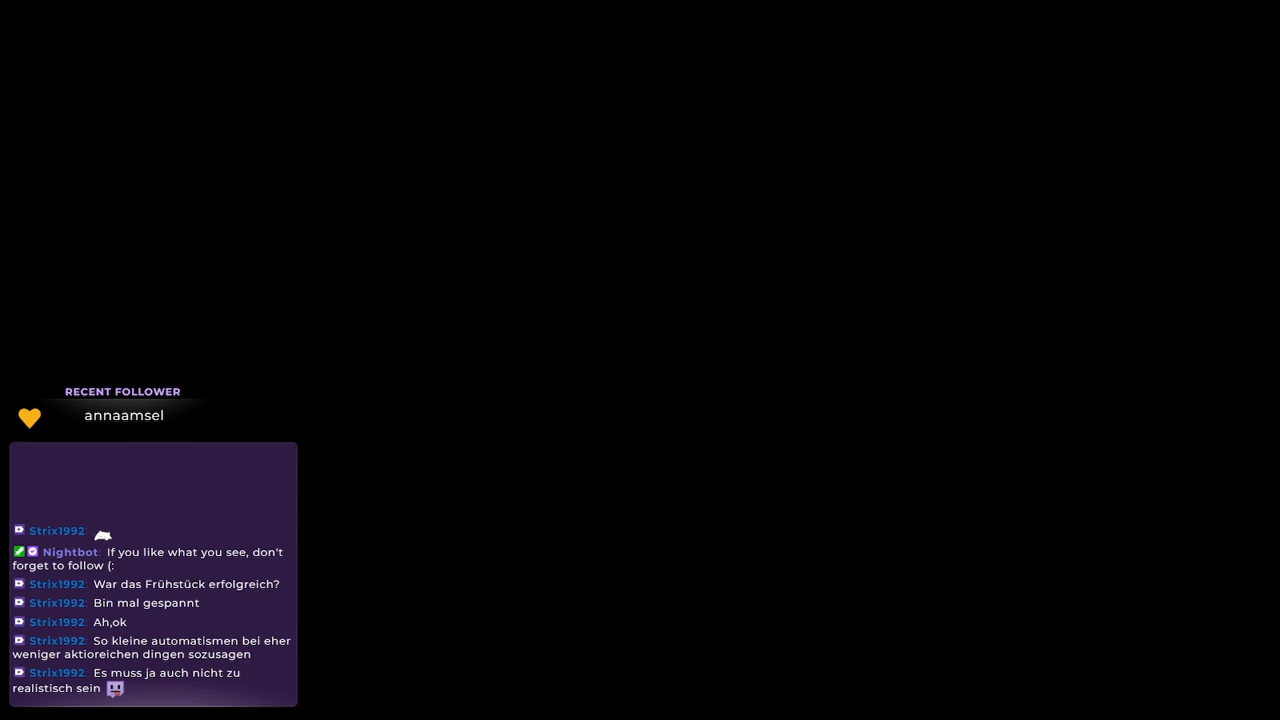 RECENT FOLLOWER
annaamsel
Strix1992:
Nightbot: If you like what you see, don't
forget to follow (:
Strix1992: War das Frühstück erfolgreich?
Strix1992: Bin mal gespannt
Strix1992: Ah,ok
Strix1992: So kleine automatismen bei eher
weniger aktioreichen dingen sozusagen
Strix1992: Es muss ja auch nicht zu
realistisch sein